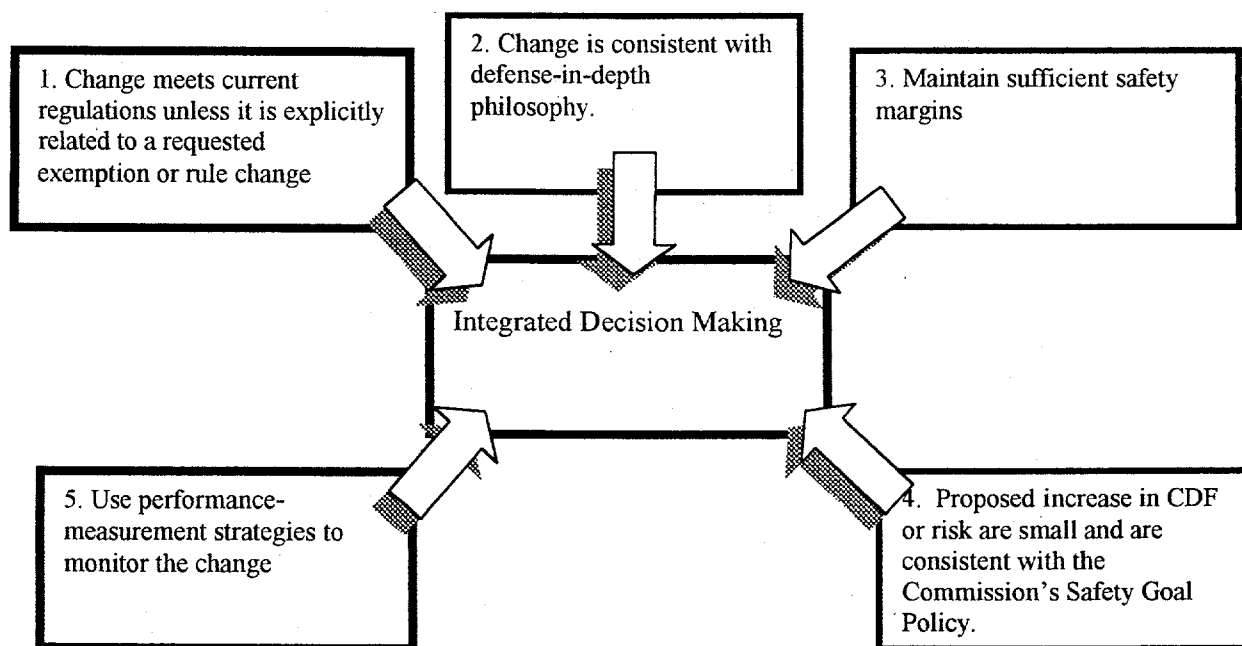 1. Change meets current
regulations unless it is explicitly
related to a requested
exemption or rule change
2. Change is consistent with
defense-in-depth
philosophy.
3. Maintain sufficient safety
margins
Integrated Decision Making
5. Use performance-
measurement strategies to
monitor the change
4. Proposed increase in CDF
or risk are small and are
consistent with the
Commission's Safety Goal
Policy.